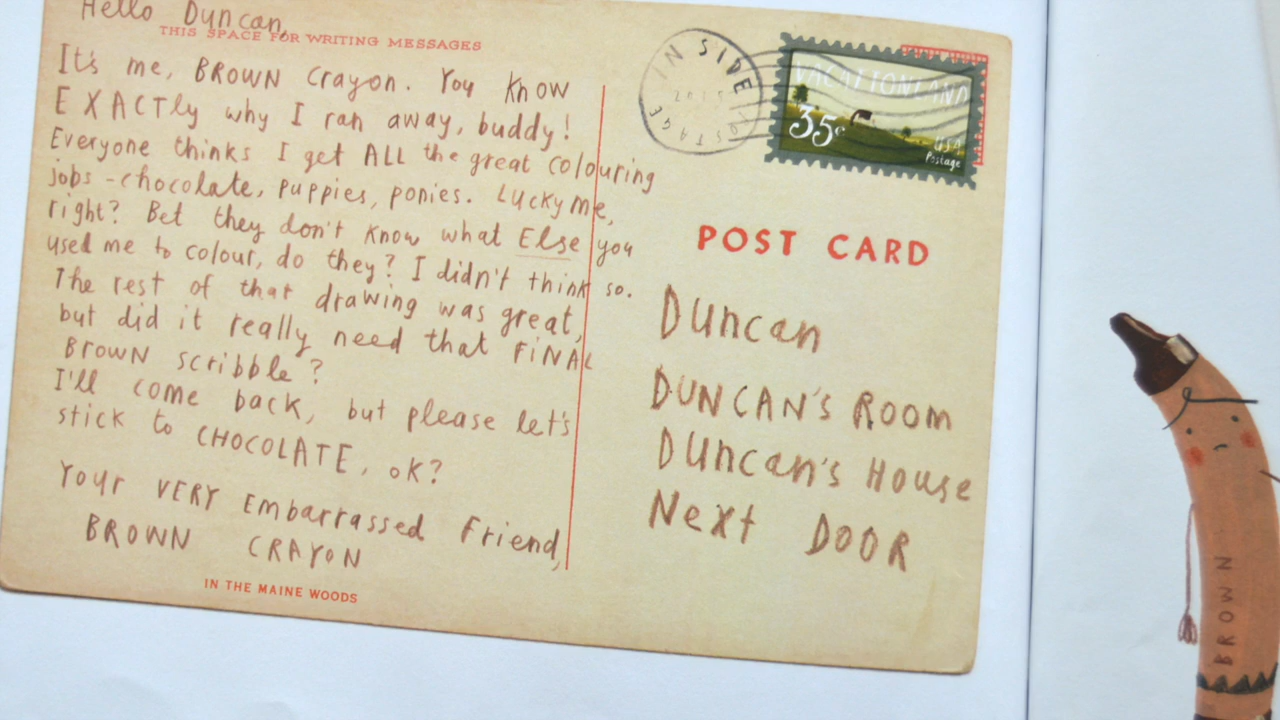 Hello Duncan,
THIS SPACE FOR WRITING MESSAGES
It's me, BROWN crayon. You know
EXACTly why I ran away, buddy!
Everyone thinks I get ALL the great colouring
jobs - chocolate, puppies, ponies. Lucky me,
right? Bet they don't know what Else you
used me to colour, do they? I didn't think so.
The rest of that drawing was great,
but did it really need that FiNAL
BROWN scribble?
I'll come back, but please let's
stick to CHOCOLATE, OK?
Your VERY Embarrassed Friend,
BROWN CRAYON
IN THE MAINE WOODS
INSIDE
POSTAGE
VACATIONLAND
35c
USA
Postage
POST CARD
Duncan
DUNCAN'S ROOM
Duncan's House
Next DOOR
BROWN